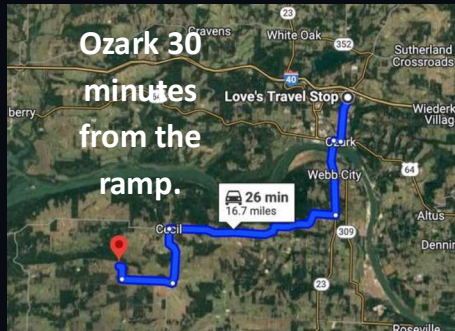 Ozark 30
minutes
from the
ramp.
23
Cravens
White Oak
352
Sutherland
Crossroads
40
Love's Travel Stop
Wiederk
Villag
berry
Ozark
64
Webb City
26 min
16.7 miles
Altus
Cecil
309
Dennin
23
Roseville